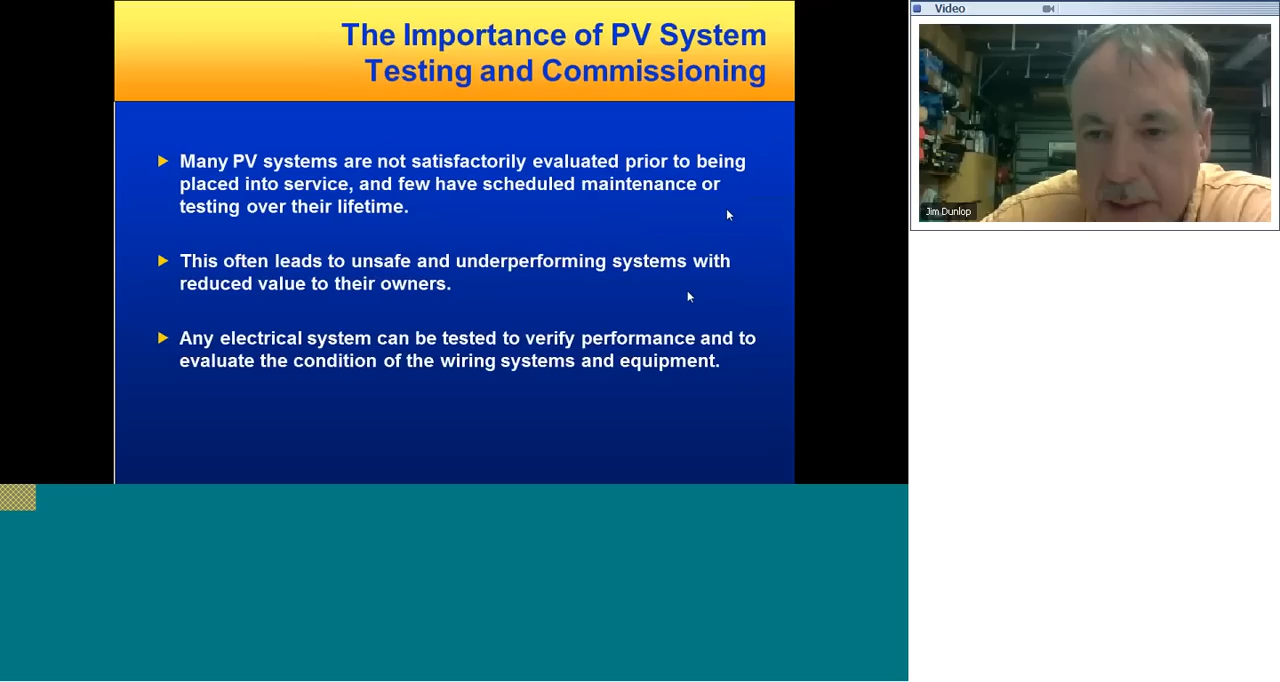 The Importance of PV System
Testing and Commissioning
Many PV systems are not satisfactorily evaluated prior to being
placed into service, and few have scheduled maintenance or
testing over their lifetime.
This often leads to unsafe and underperforming systems with
reduced value to their owners.
Any electrical system can be tested to verify performance and to
evaluate the condition of the wiring systems and equipment.
Video
Jim Dunlop